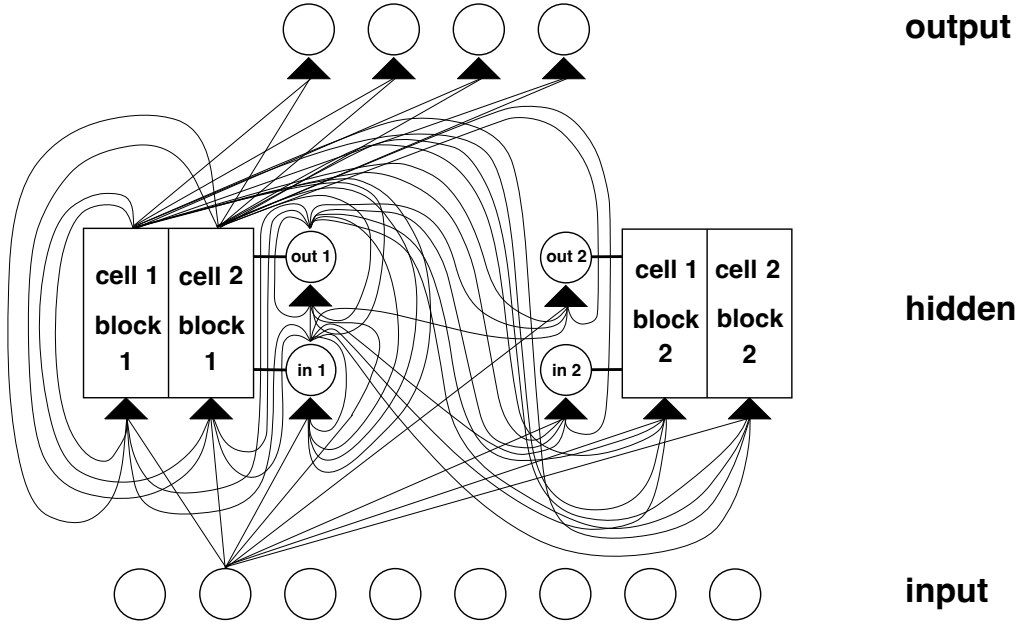 output
out 1
out 2
cell 1
block
1
cell 2
block
1
cell 1
block
2
cell 2
block
2
hidden
in 1
in 2
input